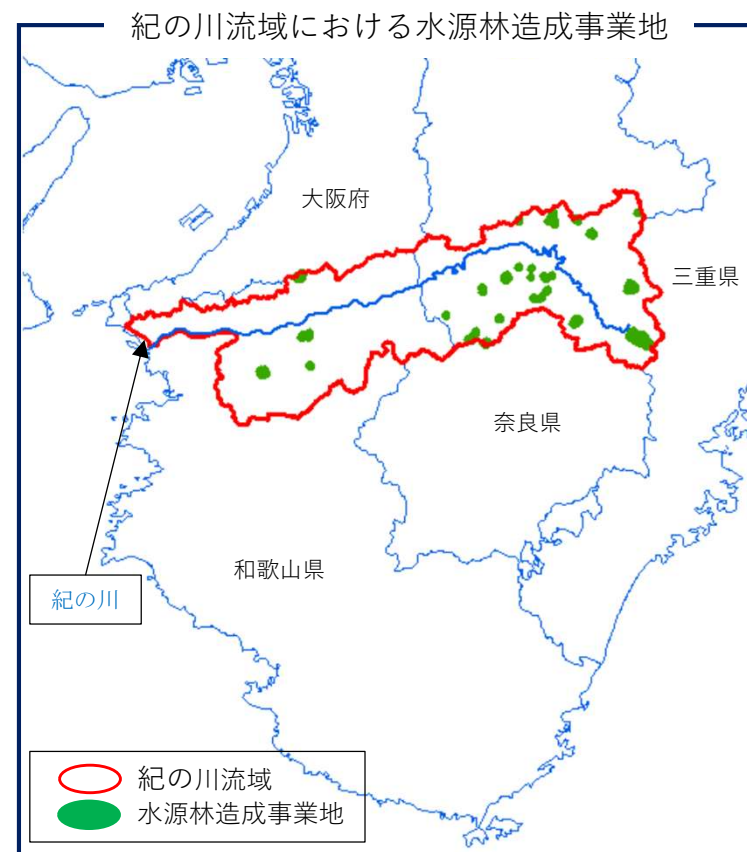 紀の川流域における水源林造成事業地
大阪府
三重県
奈良県
和歌山県
紀の川
紀の川流域
水源林造成事業地